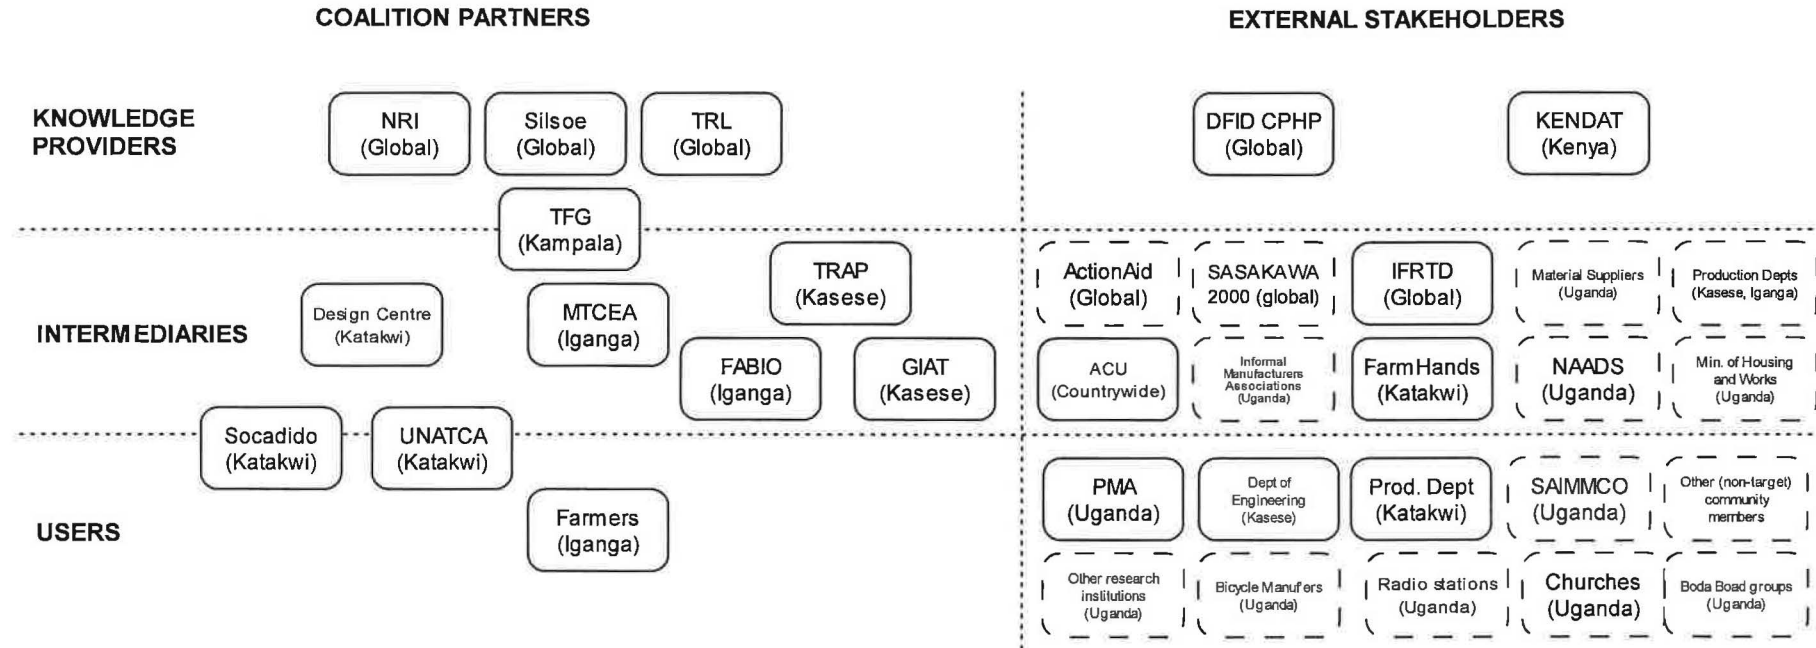 COALITION PARTNERS
EXTERNAL STAKEHOLDERS
KNOWLEDGE
PROVIDERS
NRI
(Global)
Silsoe
(Global)
TRL
(Global)
DFID CPHP
(Global)
KENDAT
(Kenya)
TFG
(Kampala)
INTERMEDIARIES
Design Centre
(Katakwi)
MTCEA
(Iganga)
TRAP
(Kasese)
FABIO
(Iganga)
GIAT
(Kasese)
ActionAid
(Global)
SASAKAWA
2000 (global)
IFRTD
(Global)
Material Suppliers
(Uganda)
Production Depts
(Kasese, Iganga)
ACU
(Countrywide)
Informal
Manufacturers
Associations
(Uganda)
FarmHands
(Katakwi)
NAADS
(Uganda)
Min. of Housing
and Works
(Uganda)
Socadido
(Katakwi)
UNATCA
(Katakwi)
USERS
Farmers
(Iganga)
PMA
(Uganda)
Dept of
Engineering
(Kasese)
Prod. Dept
(Katakwi)
SAIMMCO
(Uganda)
Other (non-target)
community
members
Other research
institutions
(Uganda)
Bicycle Manufers
(Uganda)
Radio stations
(Uganda)
Churches
(Uganda)
Boda Boad groups
(Uganda)